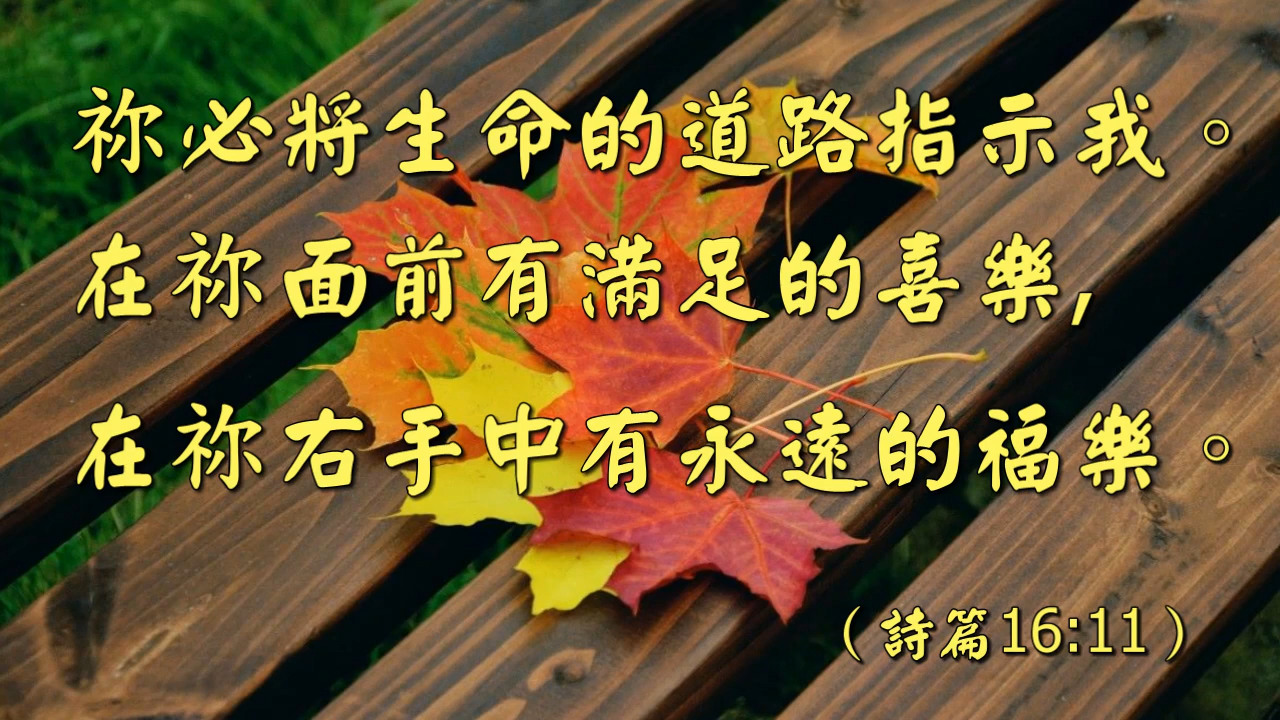 祢必將生命的道路指示我。
在祢面前有滿足的喜樂,
在祢右手中有永遠的福樂。
（詩篇16:11）